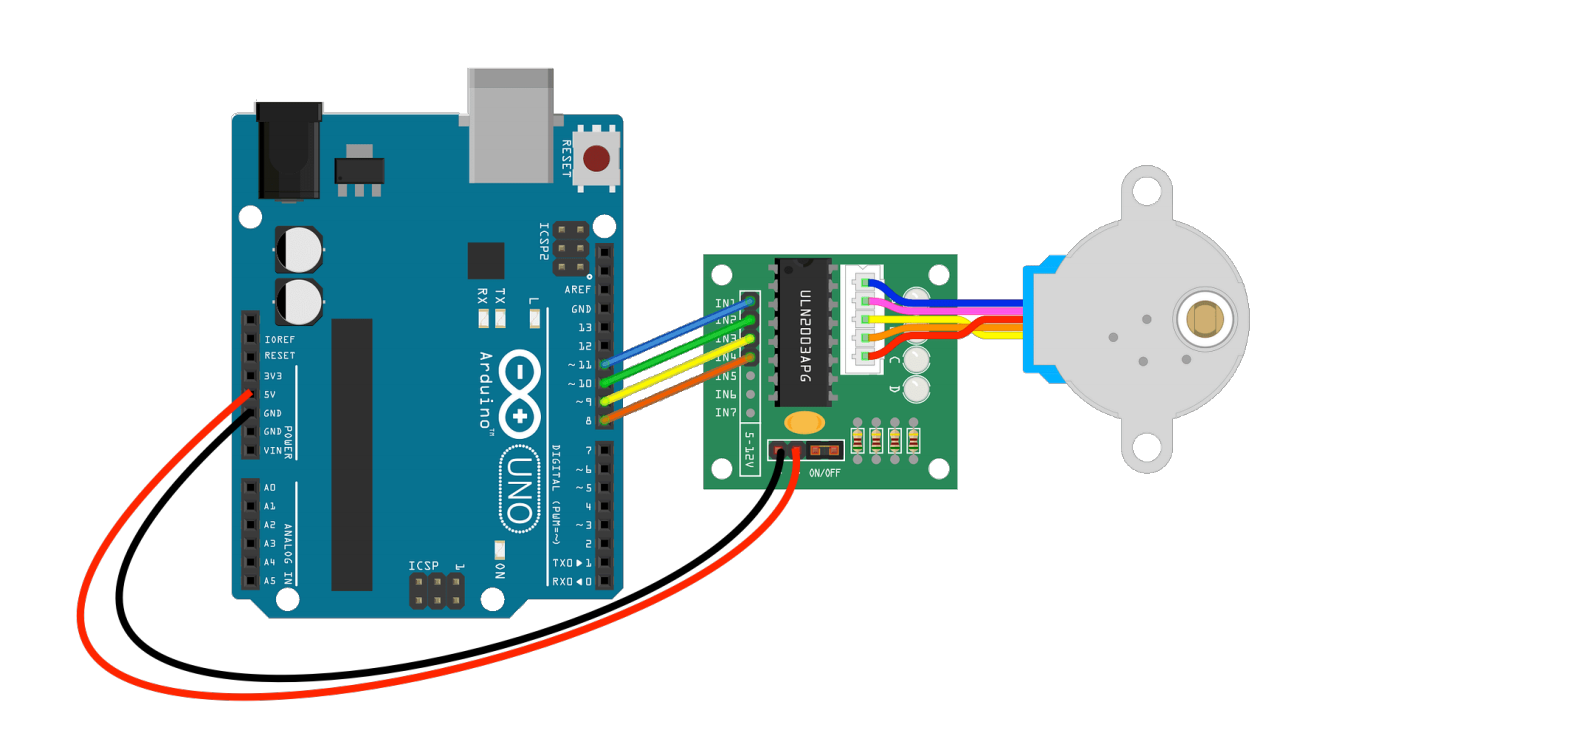 RESET
ICSP2
AREF
GND
13
12
~ 11
~ 10
~ 9
8
7
~ 6
~ 5
4
~ 3
2
TX0 ▶ 1
RX0 ◀ 0
DIGITAL (PWM=~)
RX
TX
L
Arduino™
UNO
ON
ICSP
1
IOREF
RESET
3V3
5V
GND
GND
VIN
POWER
A0
A1
A2
A3
A4
A5
ANALOG IN
IN1
IN2
IN3
IN4
IN5
IN6
IN7
5-12V
ULN2003APG
C
D
ON/OFF